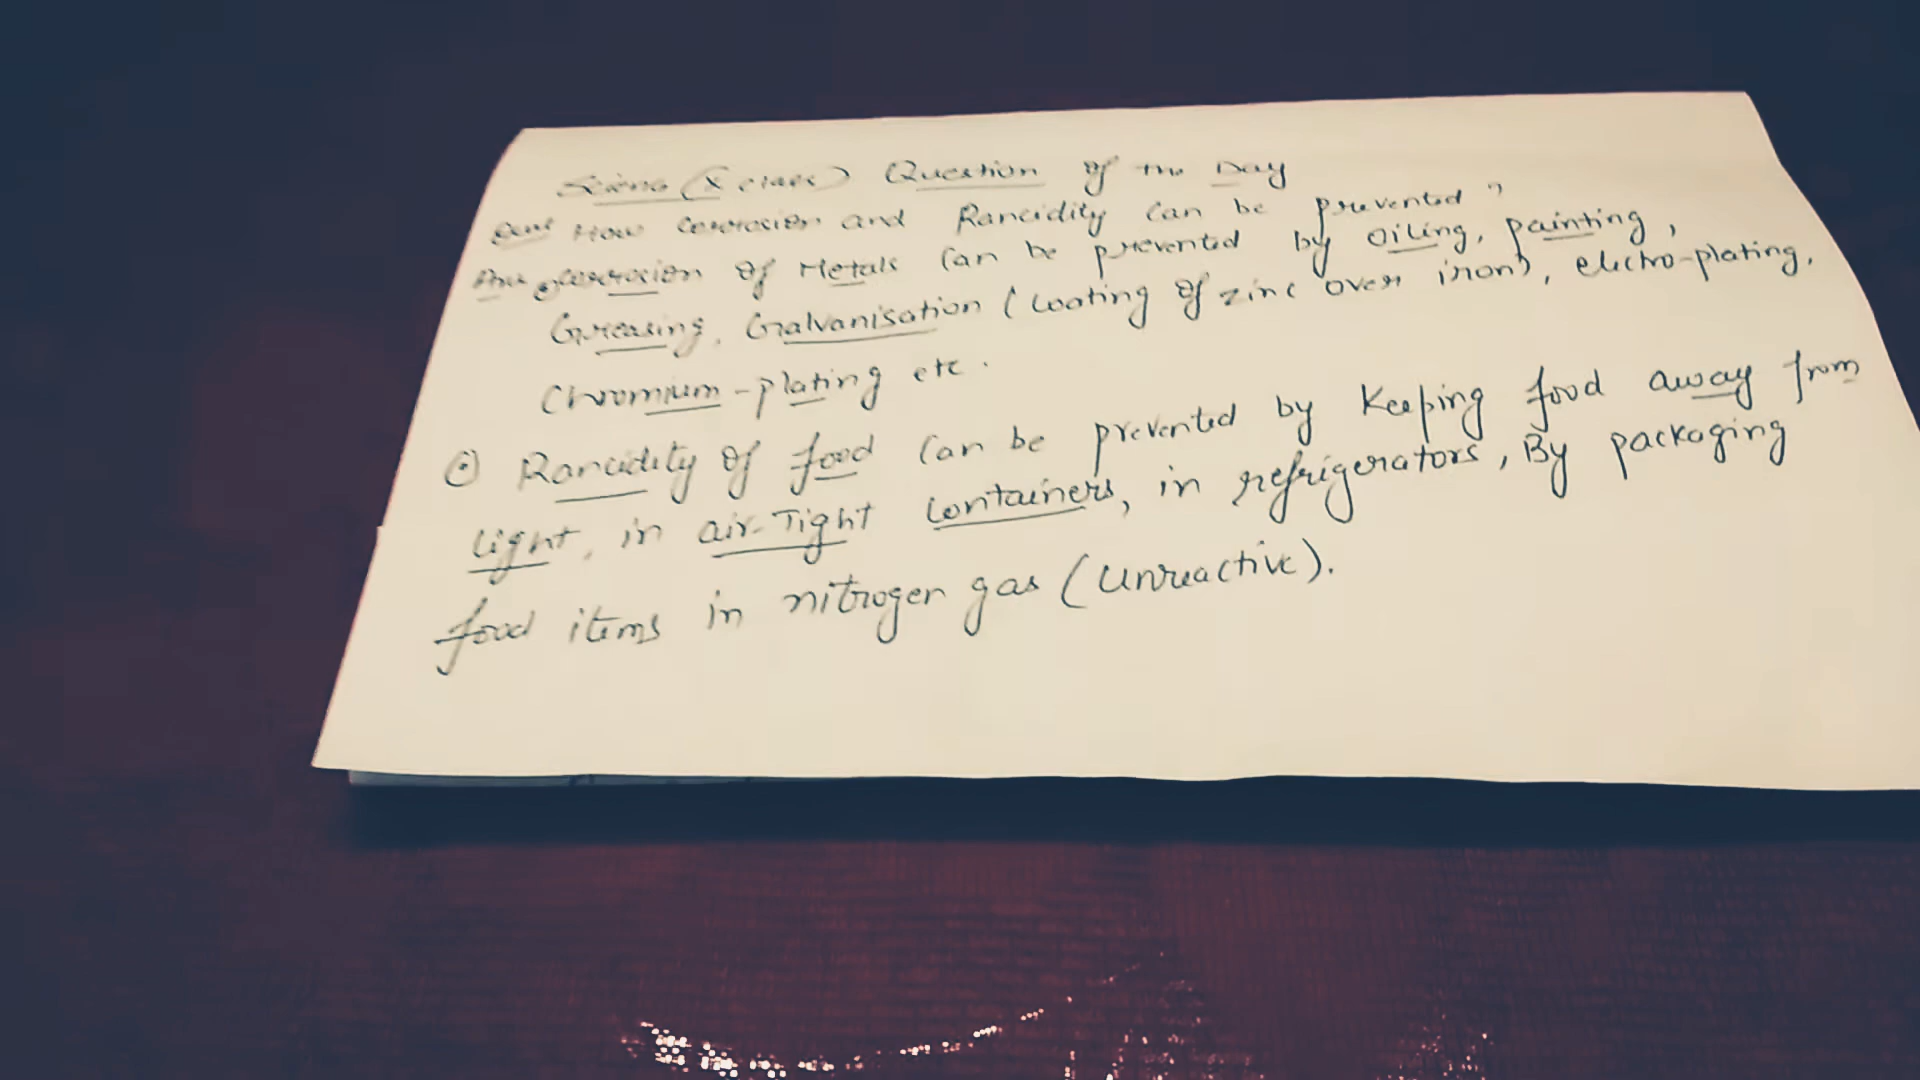 Science (X class) Question of the Day
Ques How Corrosion and Rancidity Can be prevented?
Ans Corrosion of Metals Can be prevented by Oiling, painting,
Greasing, Galvanisation (Coating of zinc over iron), electro-plating,
Chromium-plating etc.
Rancidity of food Can be prevented by Keeping food away from
light, in air-Tight Containers, in refrigerators, By packaging
food items in nitrogen gas (Unreactive).